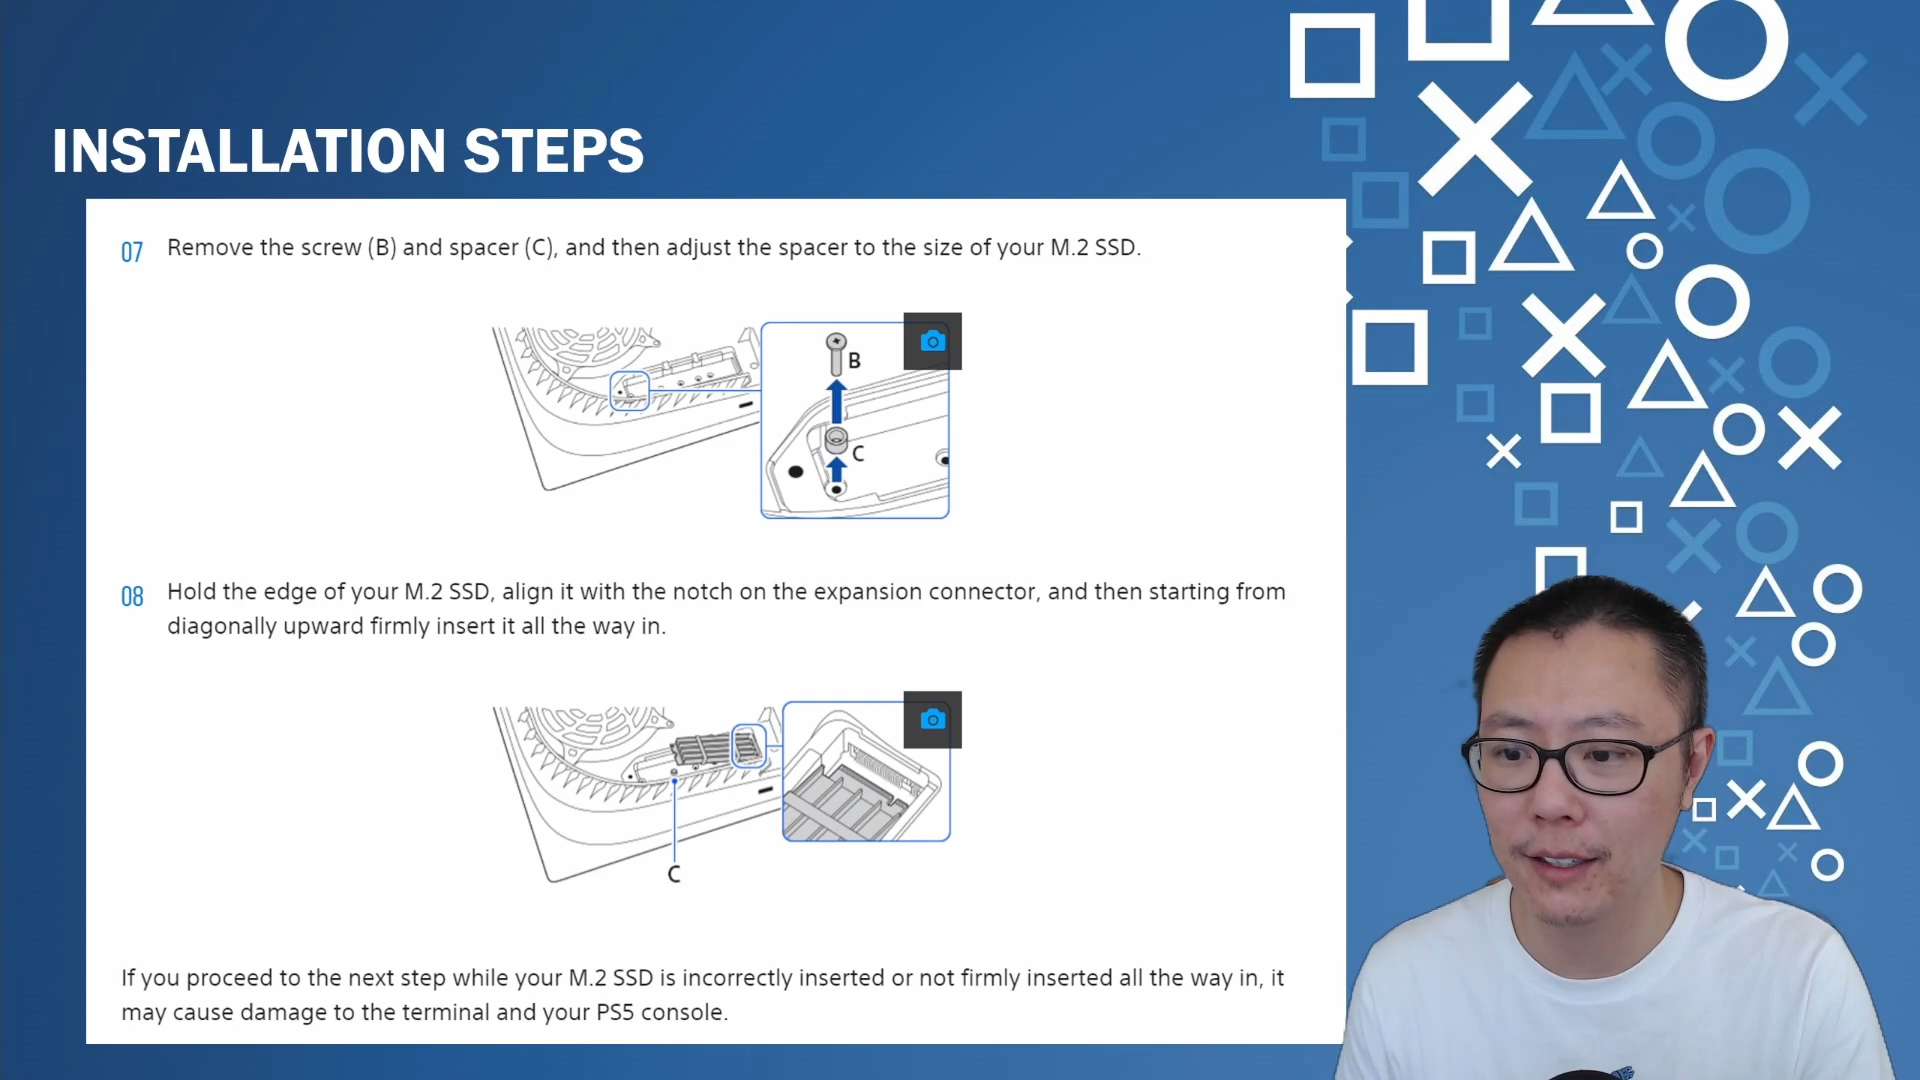 INSTALLATION STEPS
07 Remove the screw (B) and spacer (C), and then adjust the spacer to the size of your M.2 SSD.
B
C
08 Hold the edge of your M.2 SSD, align it with the notch on the expansion connector, and then starting from
diagonally upward firmly insert it all the way in.
C
If you proceed to the next step while your M.2 SSD is incorrectly inserted or not firmly inserted all the way in, it
may cause damage to the terminal and your PS5 console.